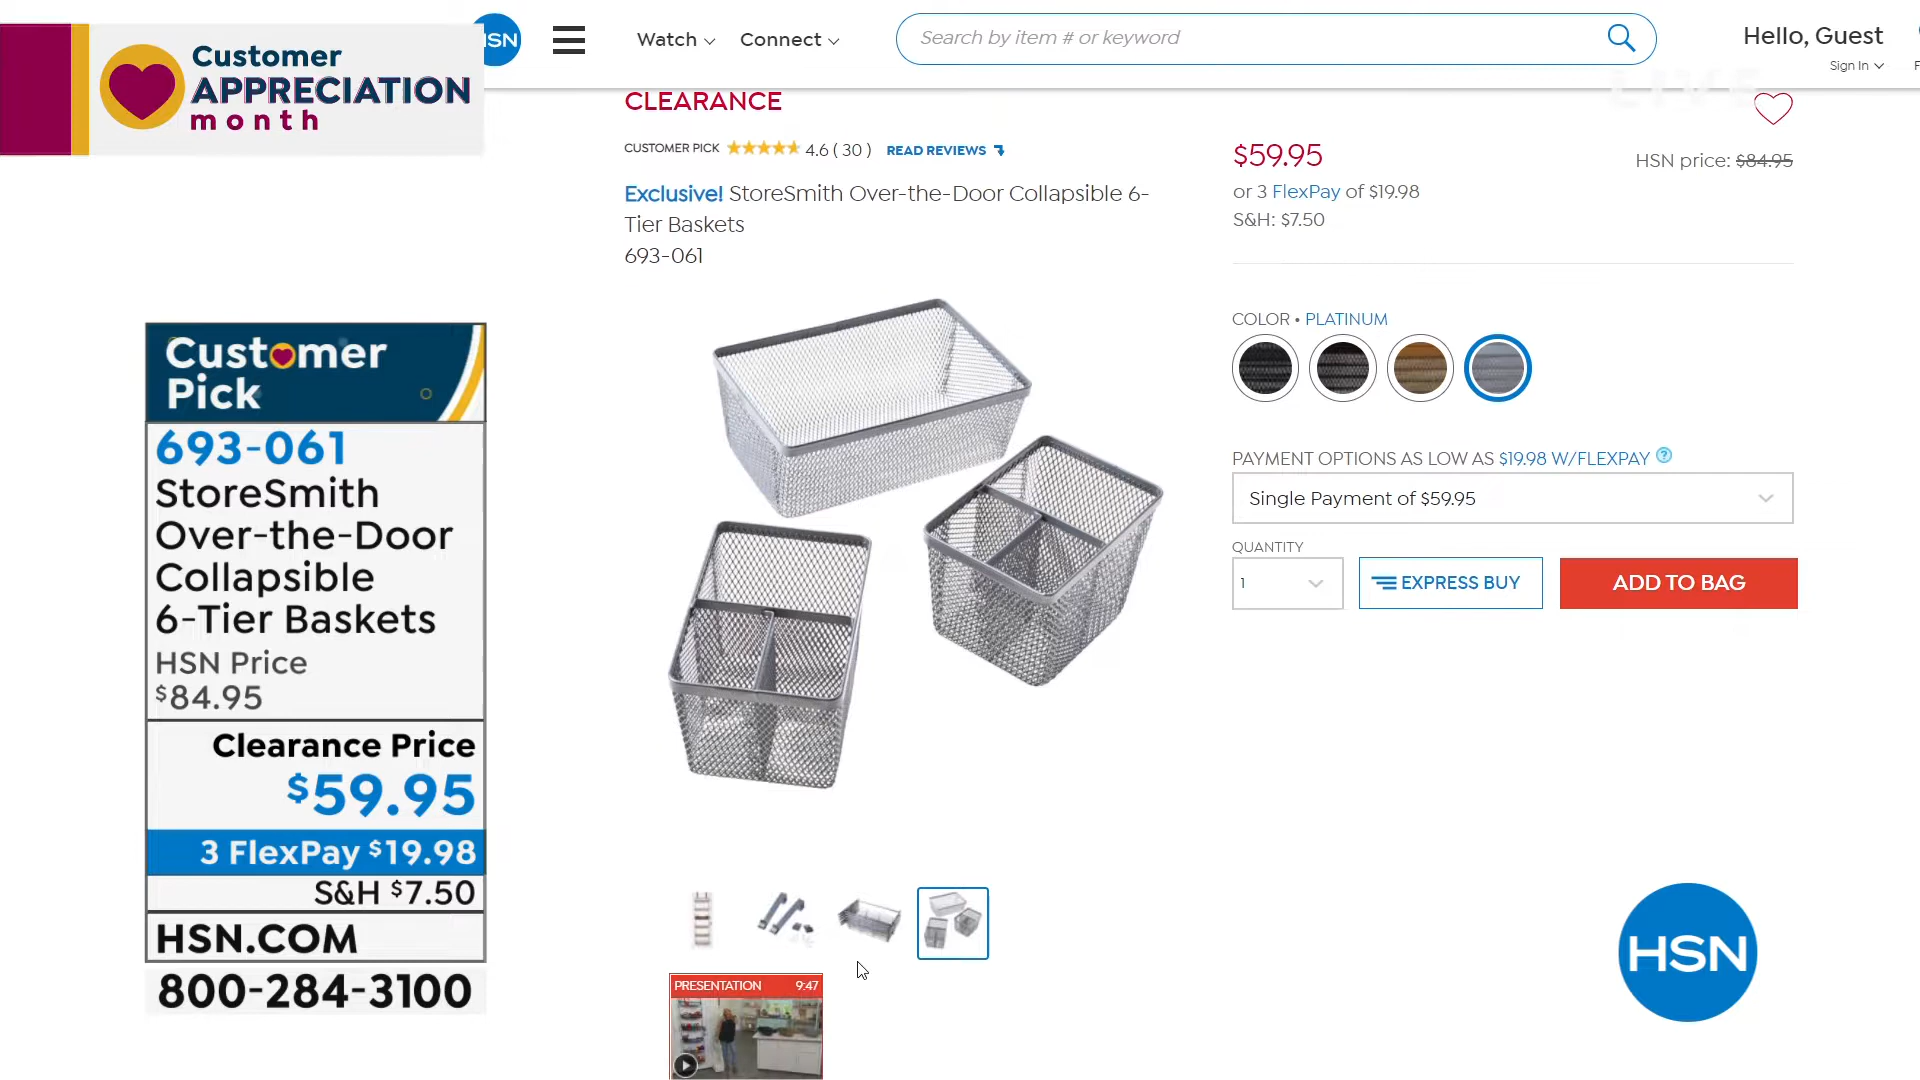 Customer
APPRECIATION
month
HSN
Watch
Connect
Search by item # or keyword
Hello, Guest
Sign In
F
LIVE
CLEARANCE
CUSTOMER PICK 4.6 ( 30 ) READ REVIEWS
Exclusive! StoreSmith Over-the-Door Collapsible 6-
Tier Baskets
693-061
$59.95
HSN price: $84.95
or 3 FlexPay of $19.98
S&H: $7.50
COLOR • PLATINUM
PAYMENT OPTIONS AS LOW AS $19.98 W/FLEXPAY ?
Single Payment of $59.95
QUANTITY
1
EXPRESS BUY
ADD TO BAG
Customer
Pick
693-061
StoreSmith
Over-the-Door
Collapsible
6-Tier Baskets
HSN Price
$84.95
Clearance Price
$59.95
3 FlexPay $19.98
S&H $7.50
HSN.COM
800-284-3100
PRESENTATION 9:47
HSN